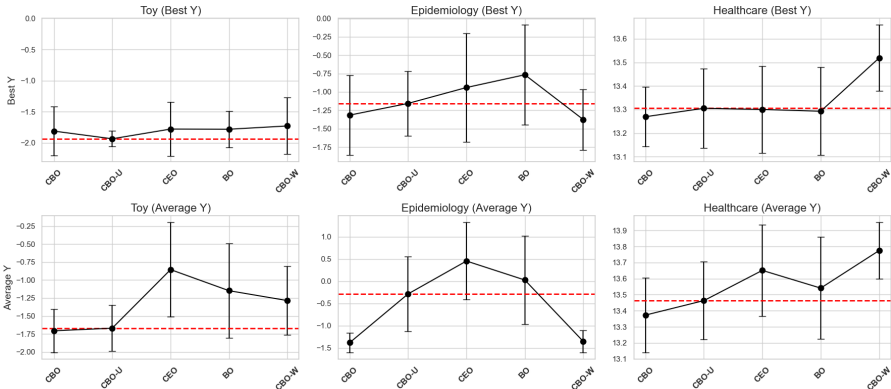 Toy (Best Y)
Epidemiology (Best Y)
Healthcare (Best Y)
Best Y
0.0
−0.5
−1.0
−1.5
−2.0
0.00
−0.25
−0.50
−0.75
−1.00
−1.25
−1.50
−1.75
13.6
13.5
13.4
13.3
13.2
13.1
CBO
CBO-U
CEO
BO
CBO-W
CBO
CBO-U
CEO
BO
CBO-W
CBO
CBO-U
CEO
BO
CBO-W
Toy (Average Y)
Epidemiology (Average Y)
Healthcare (Average Y)
Average Y
−0.25
−0.50
−0.75
−1.00
−1.25
−1.50
−1.75
−2.00
1.0
0.5
0.0
−0.5
−1.0
−1.5
13.9
13.8
13.7
13.6
13.5
13.4
13.3
13.2
13.1
CBO
CBO-U
CEO
BO
CBO-W
CBO
CBO-U
CEO
BO
CBO-W
CBO
CBO-U
CEO
BO
CBO-W